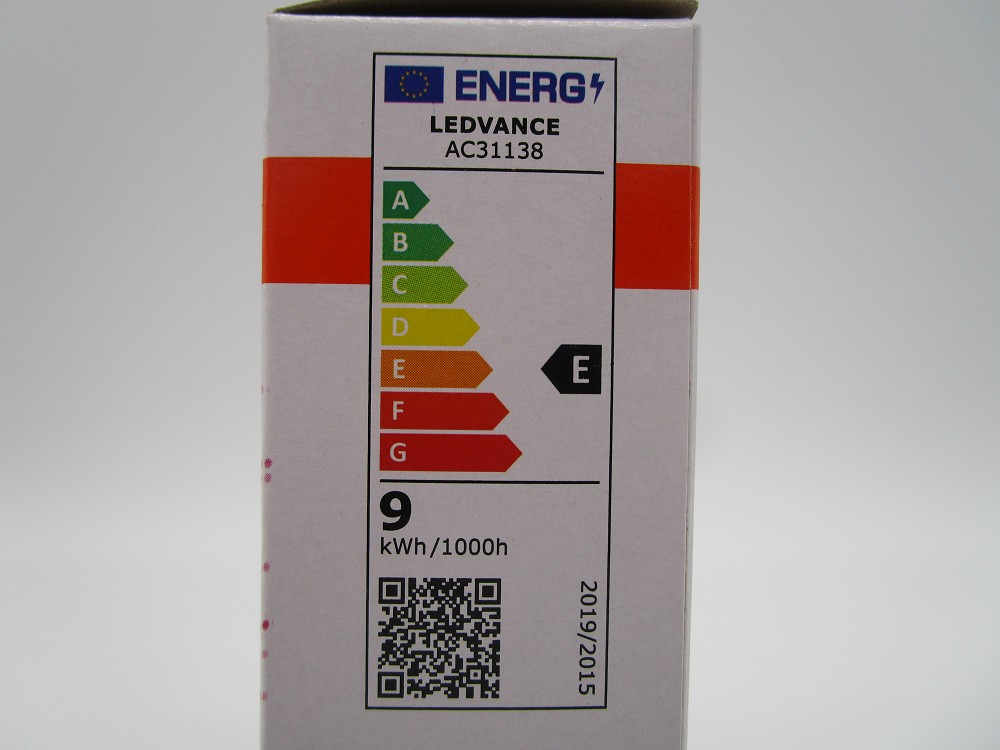 ENERG
LEDVANCE
AC31138
A
B
C
D
E
E
F
G
9
kWh/1000h
2019/2015